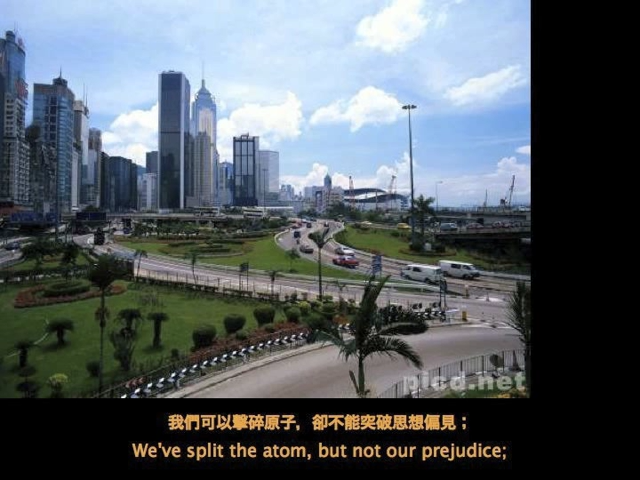 picd.net
我們可以擊碎原子，卻不能突破思想偏見；
We've split the atom, but not our prejudice;